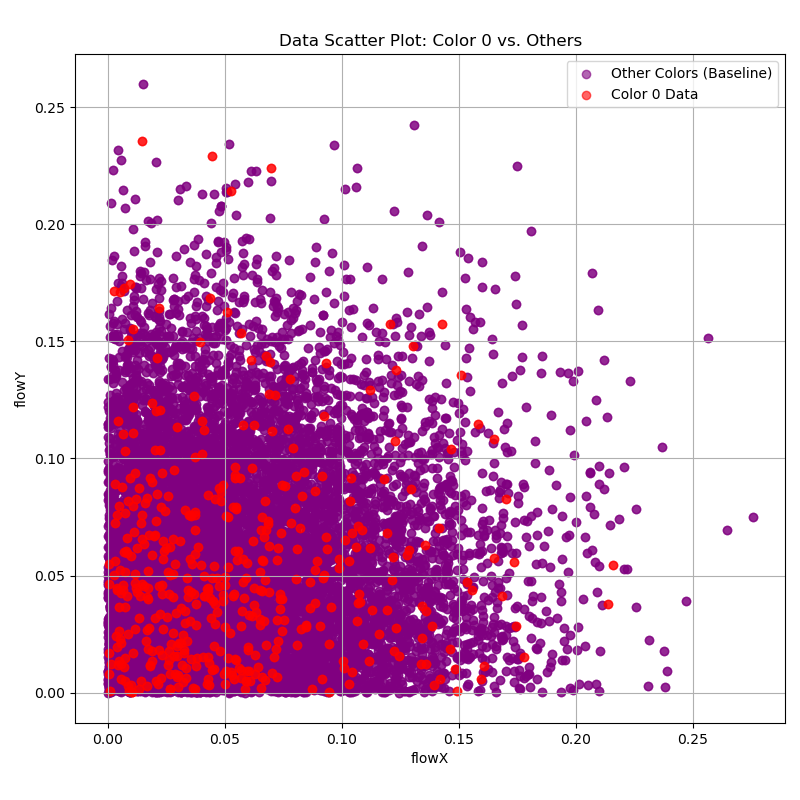 Data Scatter Plot: Color 0 vs. Others
Other Colors (Baseline)
Color 0 Data
flowY
0.25
0.20
0.15
0.10
0.05
0.00
0.00 0.05 0.10 0.15 0.20 0.25
flowX